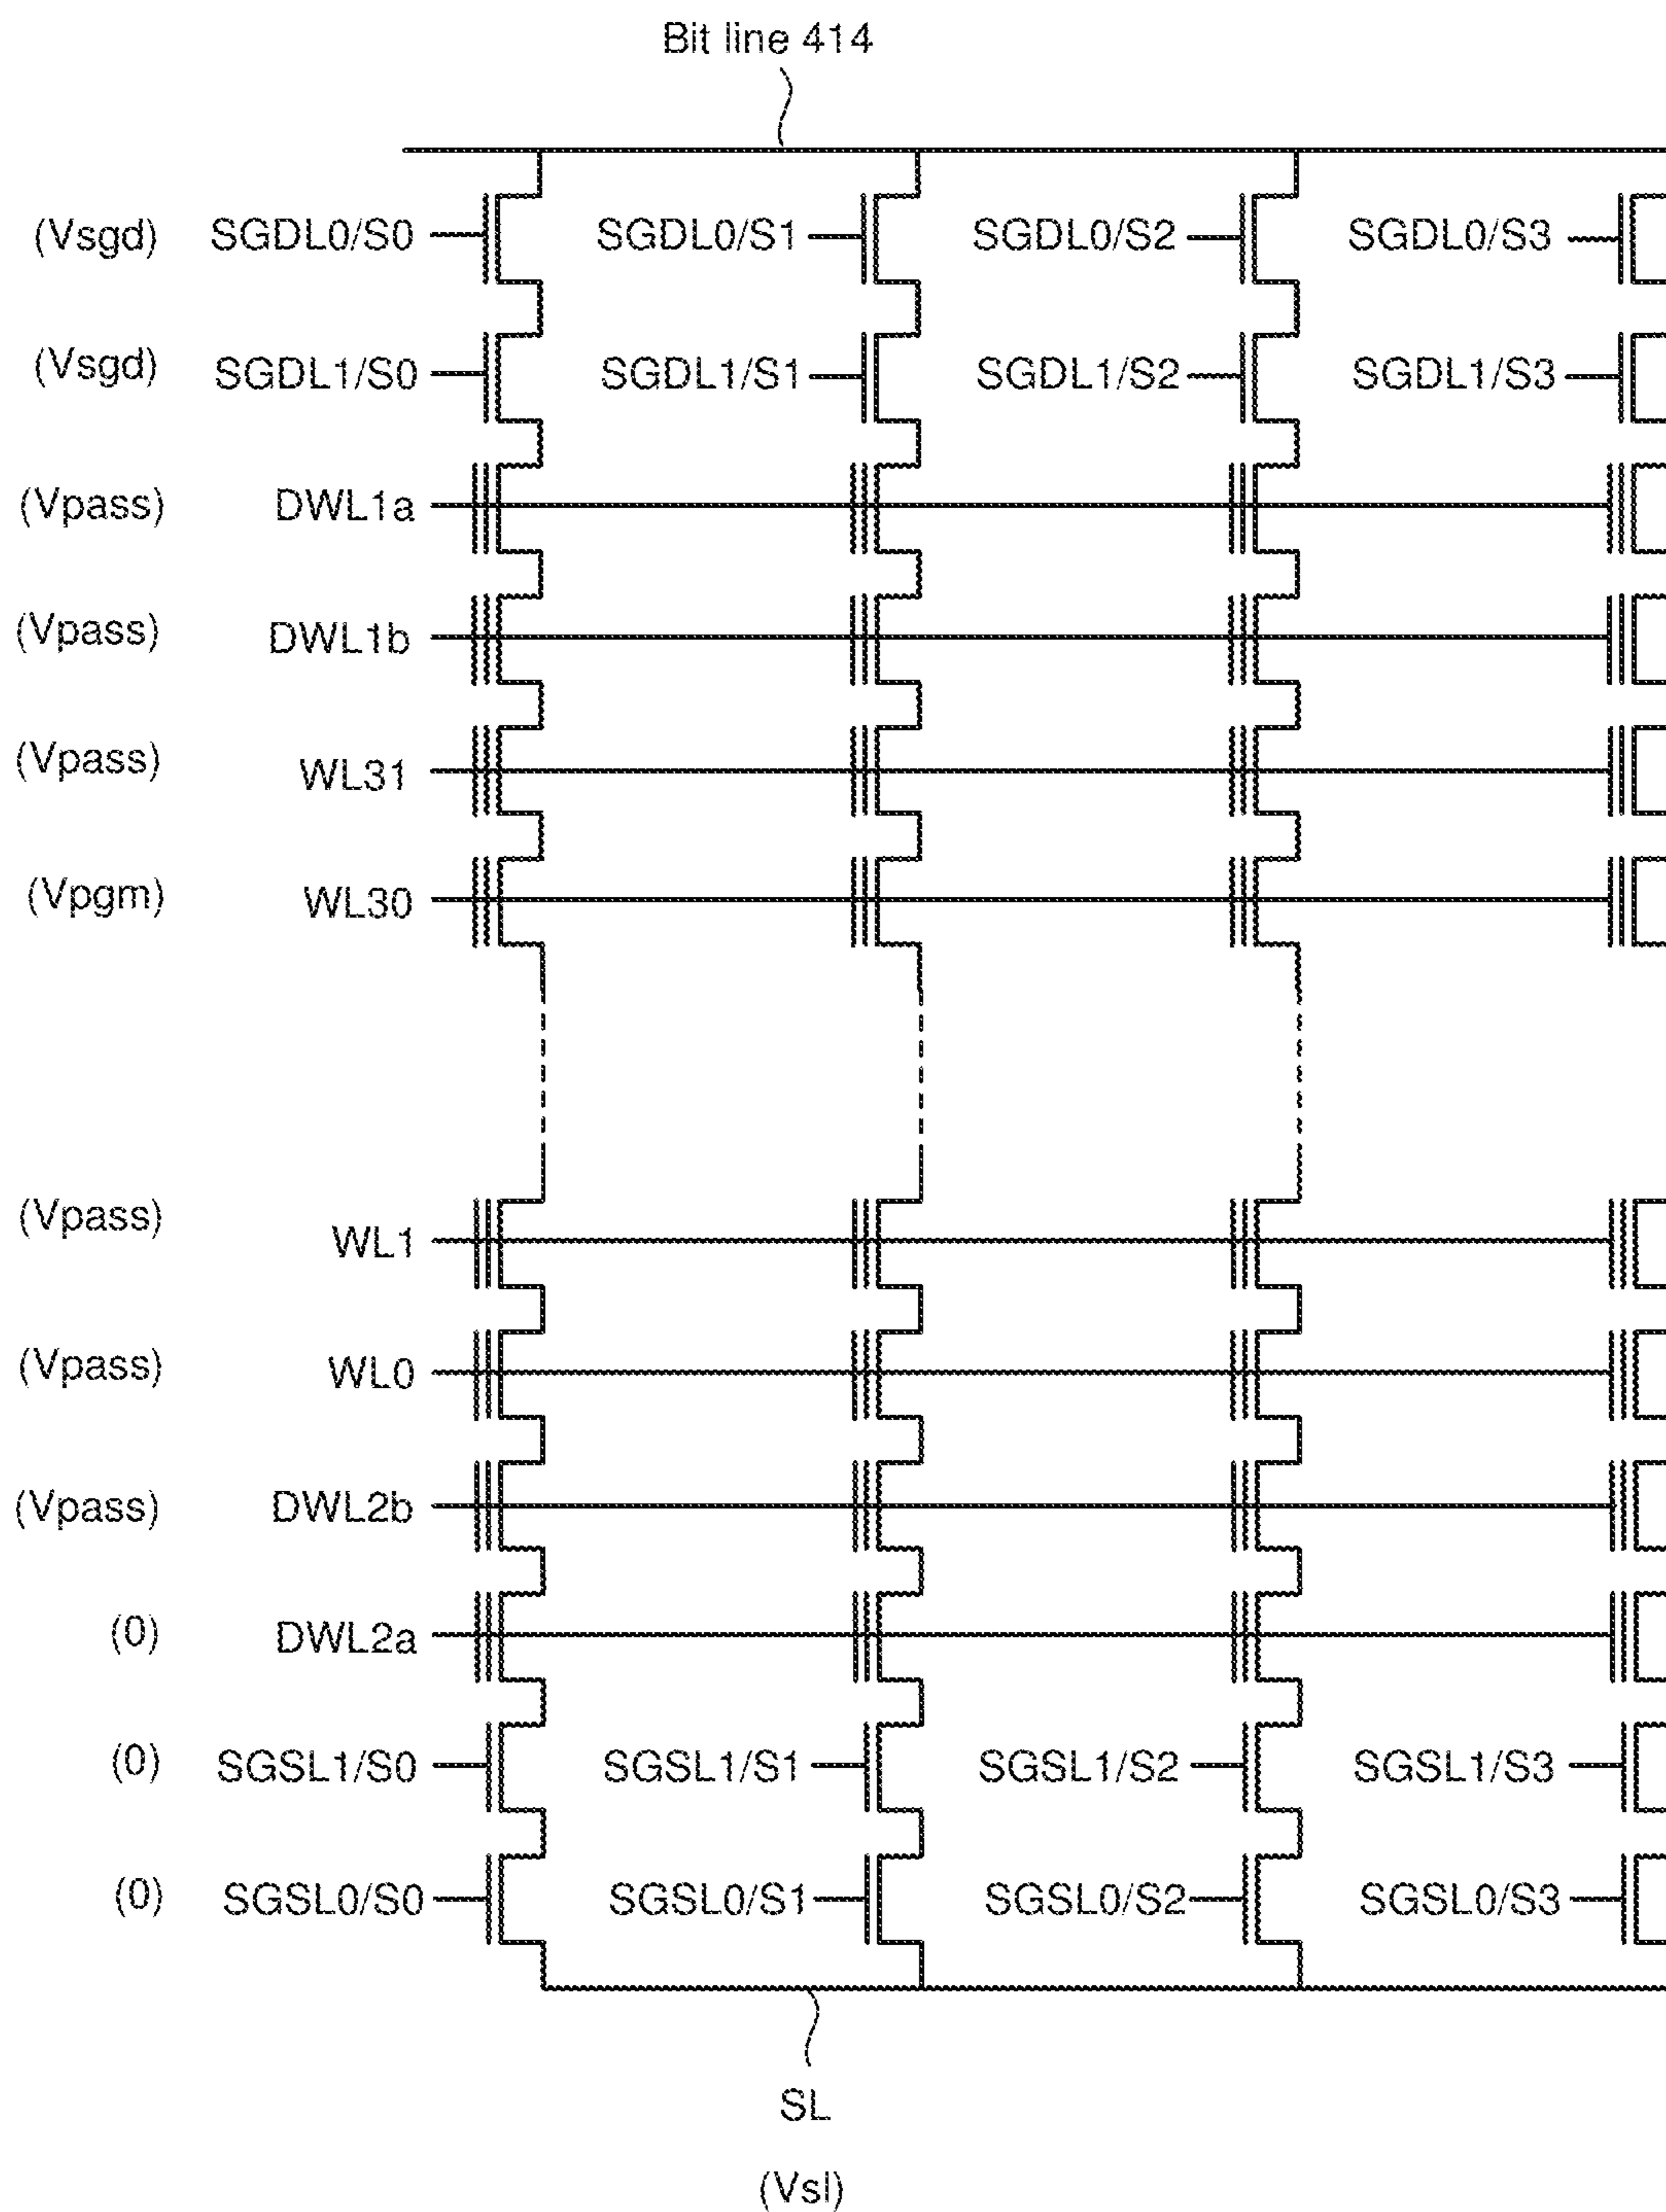 Bit line 414
(Vsgd) SGDL0/S0 SGDL0/S1 SGDL0/S2 SGDL0/S3
(Vsgd) SGDL1/S0 SGDL1/S1 SGDL1/S2 SGDL1/S3
(Vpass) DWL1a
(Vpass) DWL1b
(Vpass) WL31
(Vpgm) WL30
(Vpass) WL1
(Vpass) WL0
(Vpass) DWL2b
(0) DWL2a
(0) SGSL1/S0 SGSL1/S1 SGSL1/S2 SGSL1/S3
(0) SGSL0/S0 SGSL0/S1 SGSL0/S2 SGSL0/S3
SL
(Vsl)